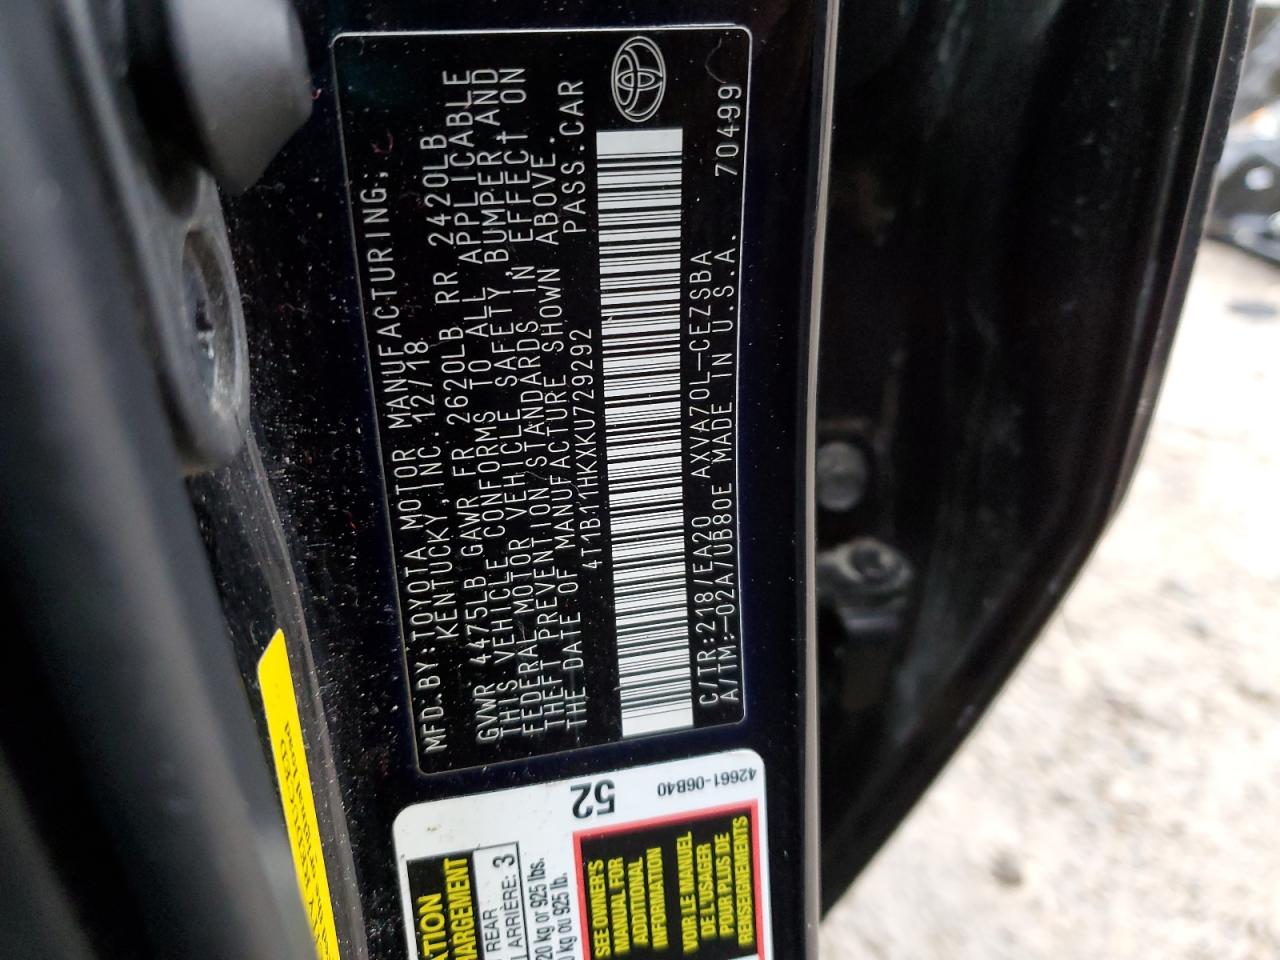 MFD. BY: TOYOTA MOTOR MANUFACTURING,
KENTUCKY, INC. 12/18
GVWR 4475LB GAWR FR 2620LB RR 2420LB
THIS VEHICLE CONFORMS TO ALL APPLICABLE
FEDERAL MOTOR VEHICLE SAFETY, BUMPER AND
THEFT PREVENTION STANDARDS IN EFFECT ON
THE DATE OF MANUFACTURE SHOWN ABOVE.
4T1B11HKXKU729292 PASS. CAR
C/TR:218/EA20 AXVA70L-CEZSBA 70499
A/TM:-02A/UB80E MADE IN U.S.A.
52
42661-06B40
REAR
ARRIÈRE: 3
kg or 925 lbs.
kg ou 925 lb.
SEE OWNER'S
MANUAL FOR
ADDITIONAL
INFORMATION
VOIR LE MANUEL
DE L'USAGER
POUR PLUS DE
RENSEIGNEMENTS